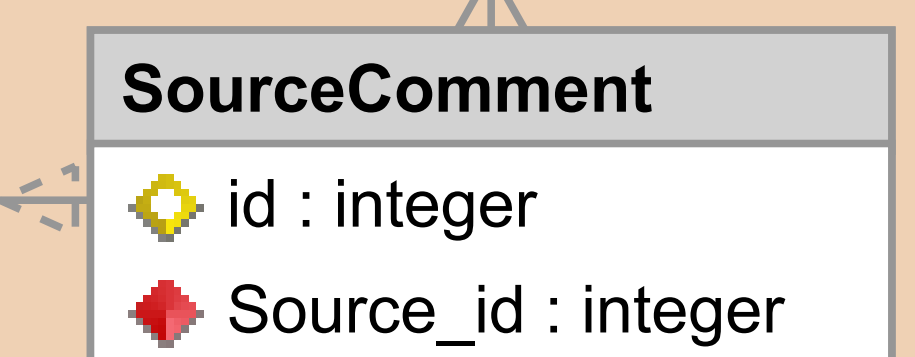 SourceComment
id : integer
Source_id : integer